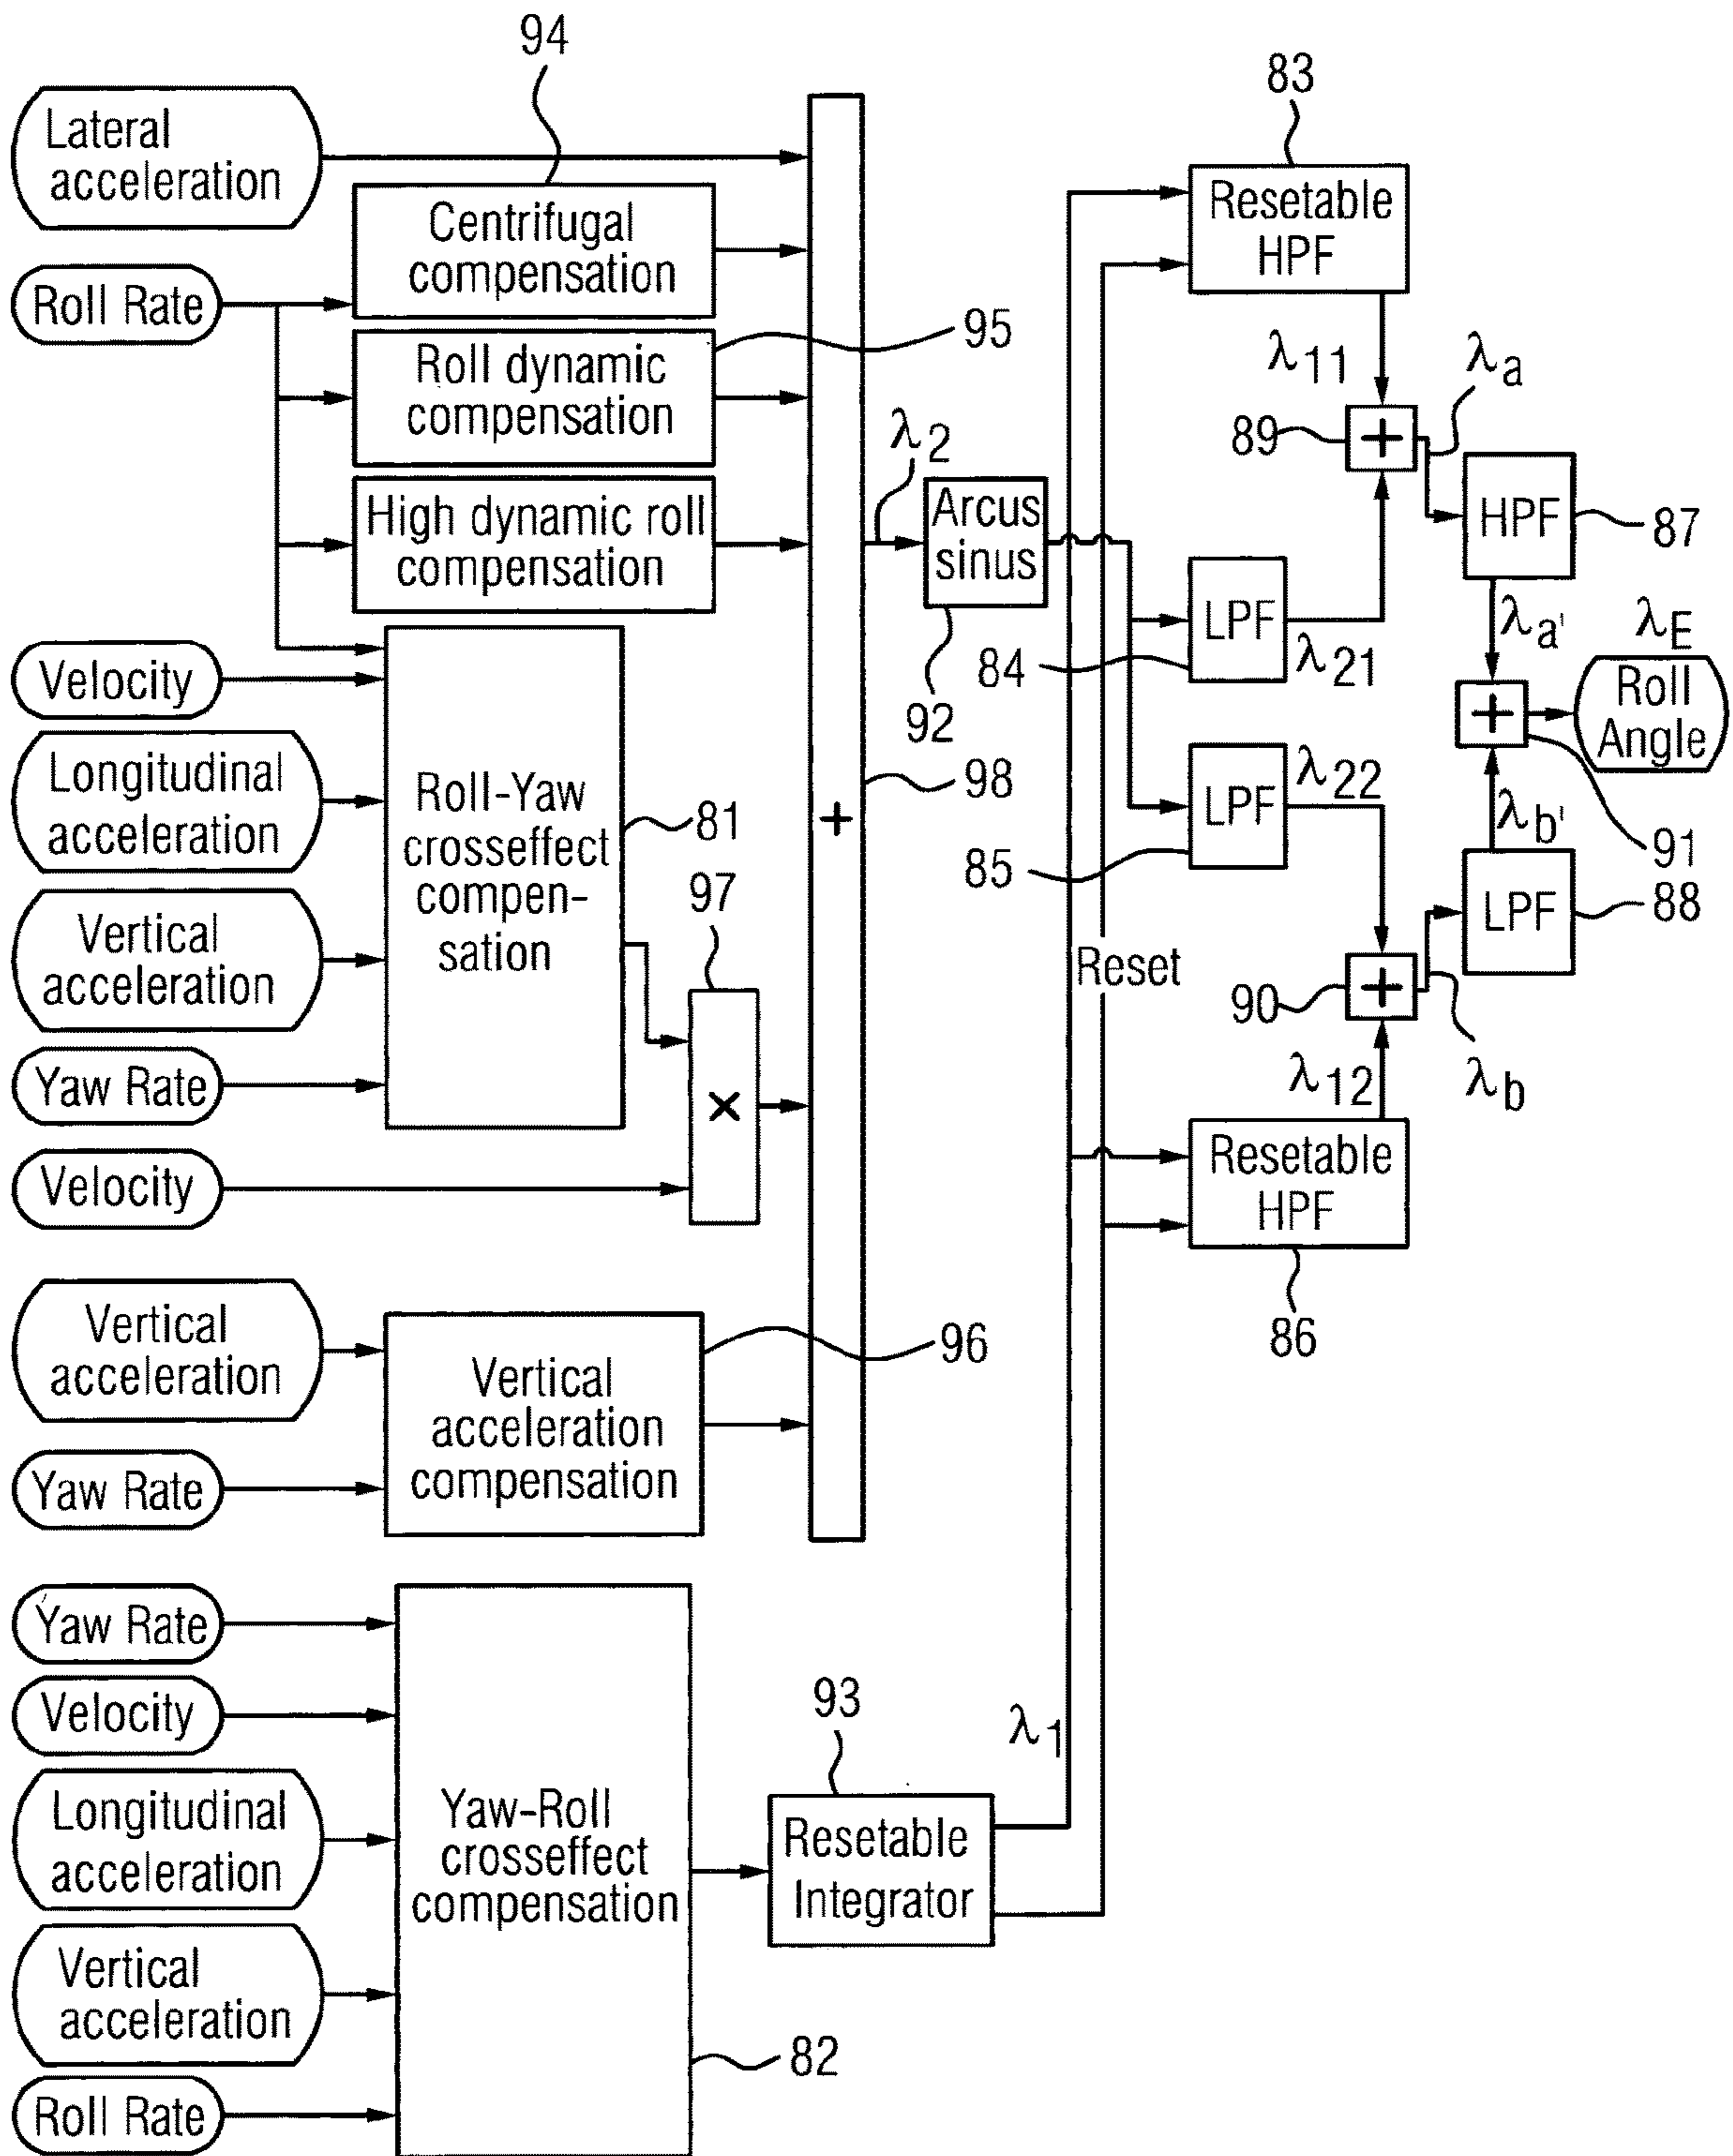 94
83
Lateral
acceleration
Centrifugal
compensation
Resetable
HPF
Roll Rate
95
Roll dynamic
compensation
λ11
λa
89
+
λ2
High dynamic roll
compensation
Arcus
sinus
HPF
87
LPF
84
λ21
92
λa'
λE
Roll
Angle
+
91
Velocity
Longitudinal
acceleration
Roll-Yaw
crosseffect
compen-
sation
81
98
+
LPF
85
λ22
λb'
LPF
88
97
Vertical
acceleration
Reset
90
+
λb
λ12
Yaw Rate
×
Velocity
Resetable
HPF
86
Vertical
acceleration
96
Vertical
acceleration
compensation
Yaw Rate
Yaw Rate
Velocity
93
λ1
Longitudinal
acceleration
Yaw-Roll
crosseffect
compensation
Resetable
Integrator
Vertical
acceleration
82
Roll Rate